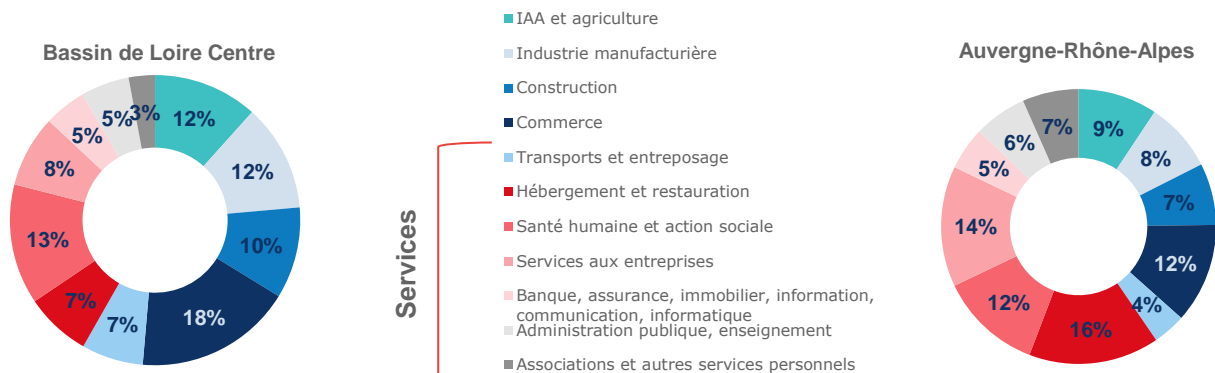 Bassin de Loire Centre
12%
12%
10%
18%
7%
7%
13%
8%
5%
5%
3%
Services
IAA et agriculture
Industrie manufacturière
Construction
Commerce
Transports et entreposage
Hébergement et restauration
Santé humaine et action sociale
Services aux entreprises
Banque, assurance, immobilier, information,
communication, informatique
Administration publique, enseignement
Associations et autres services personnels
Auvergne-Rhône-Alpes
9%
8%
7%
12%
4%
16%
12%
14%
5%
6%
7%